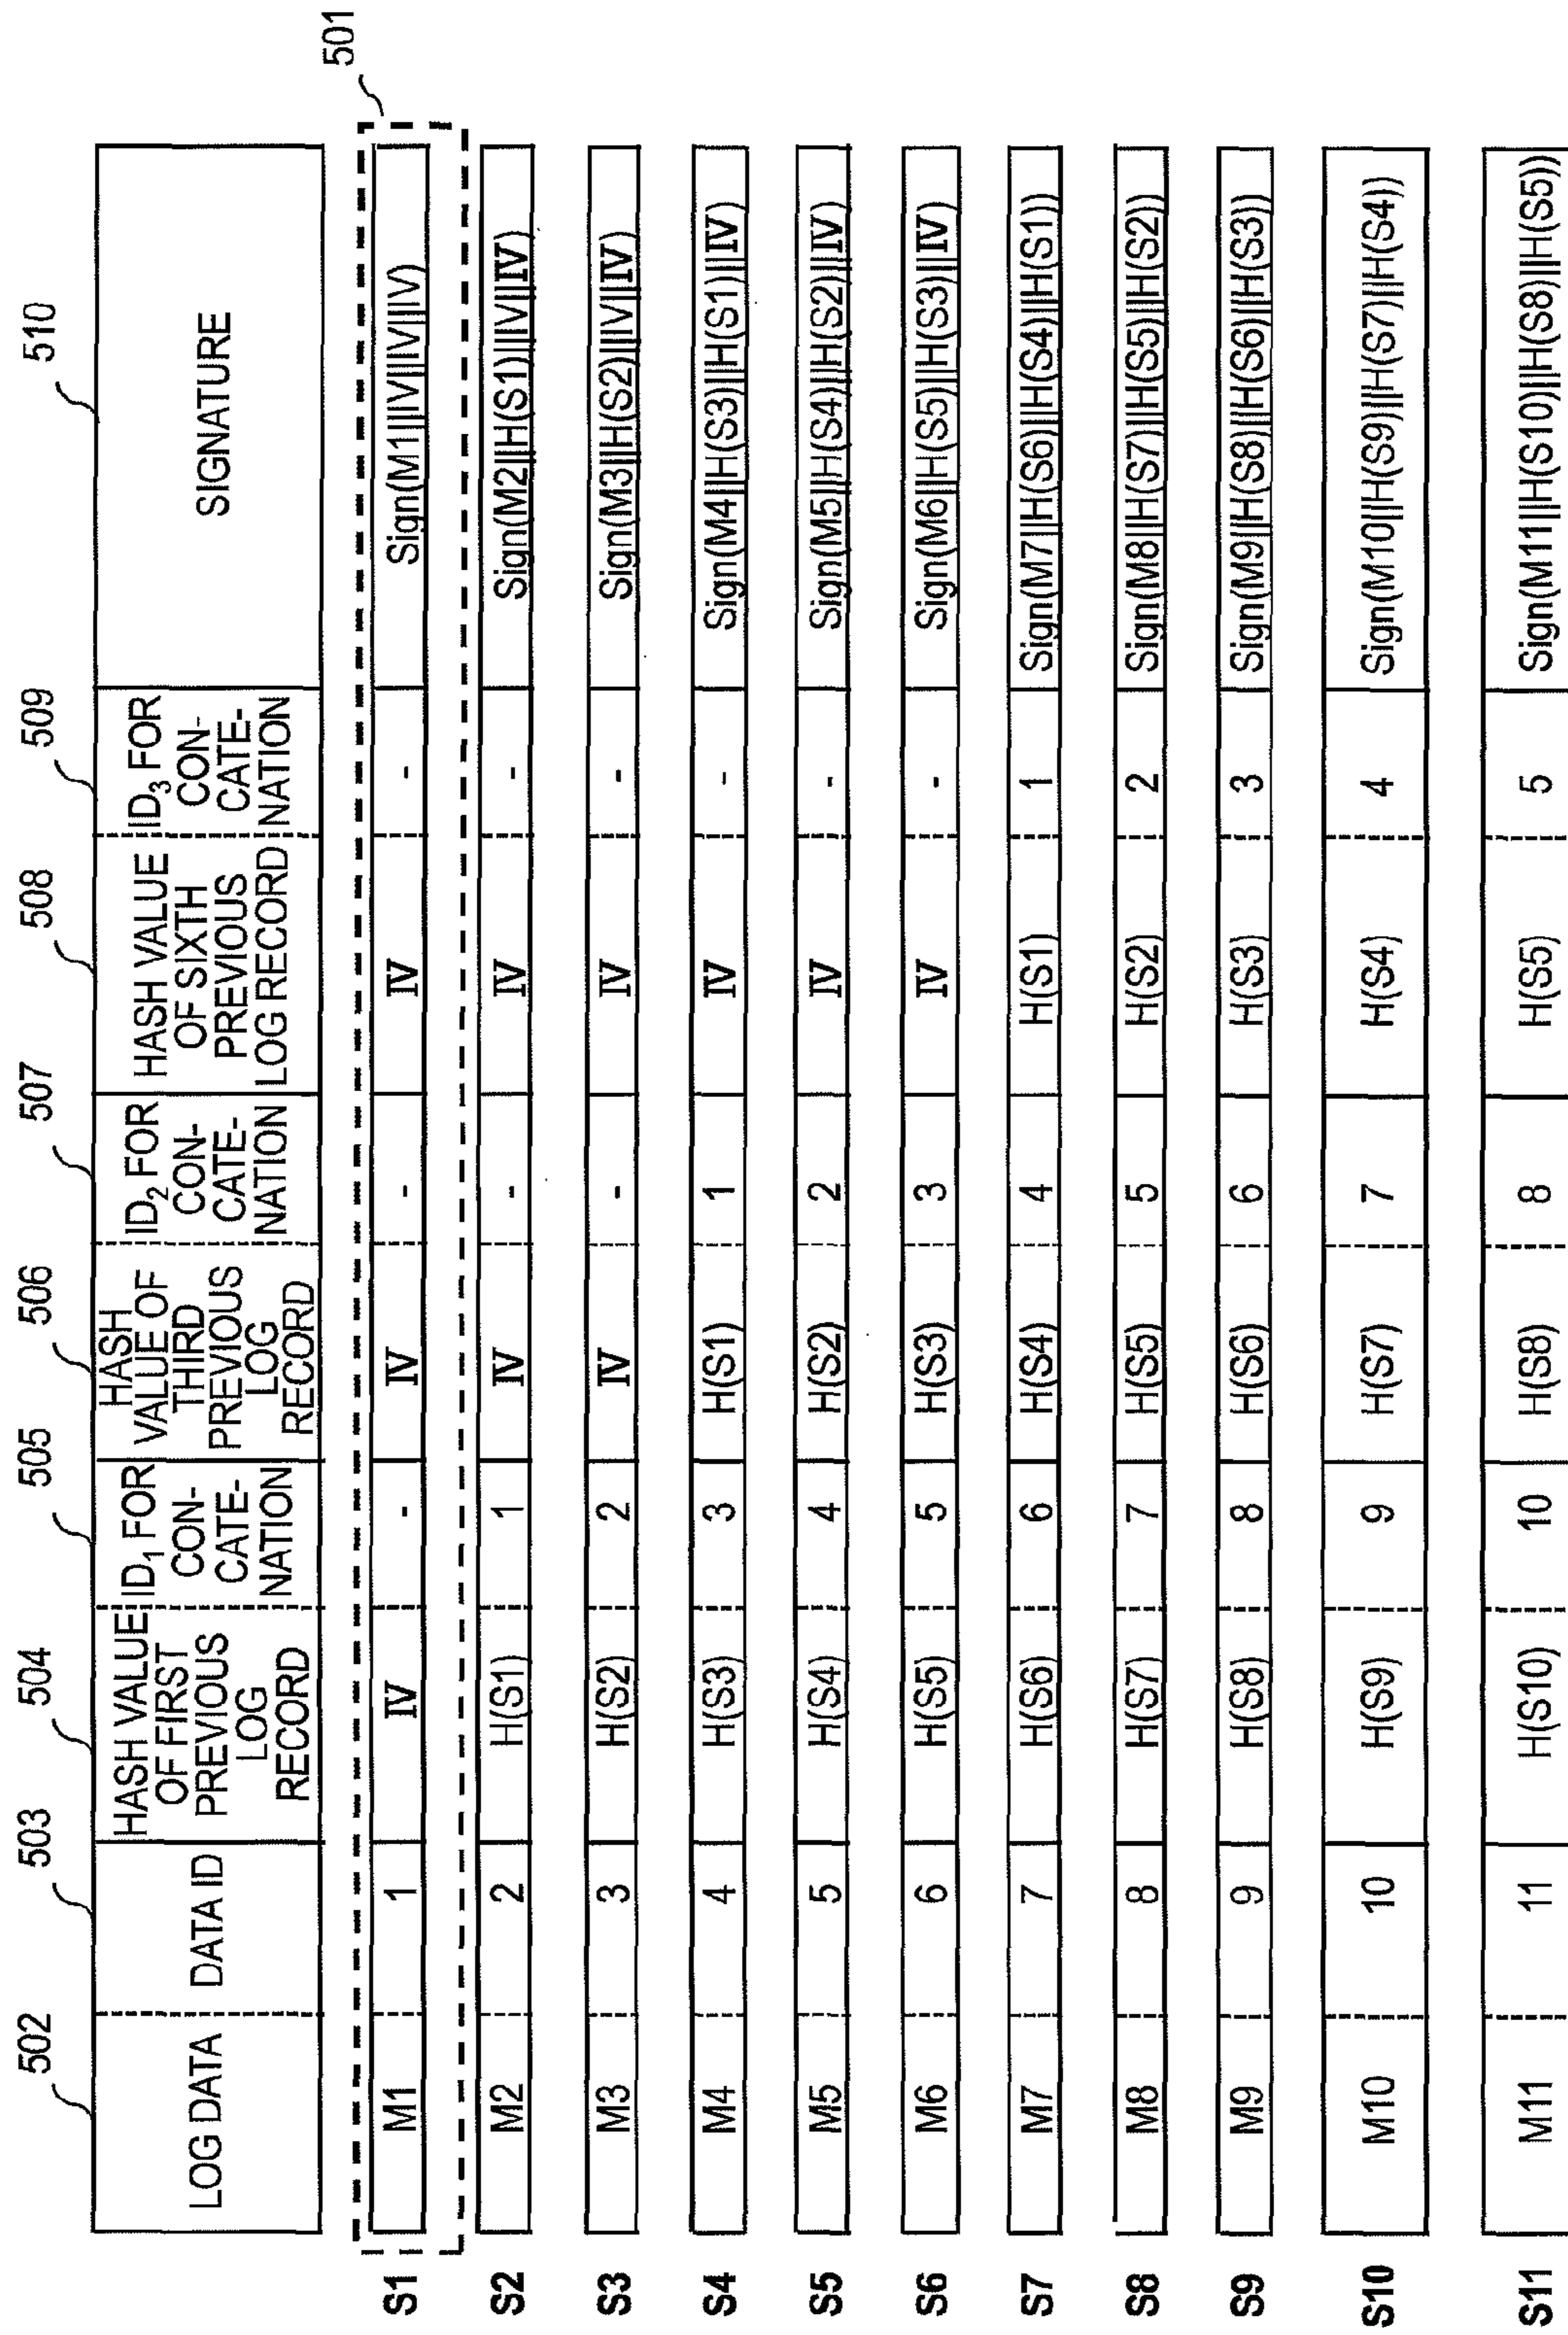 502
503
504
505
506
507
508
509
510
501
LOG DATA
DATA ID
HASH VALUE
OF FIRST
PREVIOUS
LOG
RECORD
ID₁ FOR
CON-
CATE-
NATION
HASH
VALUE OF
THIRD
PREVIOUS
LOG
RECORD
ID₂ FOR
CON-
CATE-
NATION
HASH VALUE
OF SIXTH
PREVIOUS
LOG RECORD
ID₃ FOR
CON-
CATE-
NATION
SIGNATURE
S1 M1 1 IV - IV - IV - Sign(M1||IV||IV||IV)
S2 M2 2 H(S1) 1 IV - IV - Sign(M2||H(S1)||IV||IV)
S3 M3 3 H(S2) 2 IV - IV - Sign(M3||H(S2)||IV||IV)
S4 M4 4 H(S3) 3 H(S1) 1 IV - Sign(M4||H(S3)||H(S1)||IV)
S5 M5 5 H(S4) 4 H(S2) 2 IV - Sign(M5||H(S4)||H(S2)||IV)
S6 M6 6 H(S5) 5 H(S3) 3 IV - Sign(M6||H(S5)||H(S3)||IV)
S7 M7 7 H(S6) 6 H(S4) 4 H(S1) 1 Sign(M7||H(S6)||H(S4)||H(S1))
S8 M8 8 H(S7) 7 H(S5) 5 H(S2) 2 Sign(M8||H(S7)||H(S5)||H(S2))
S9 M9 9 H(S8) 8 H(S6) 6 H(S3) 3 Sign(M9||H(S8)||H(S6)||H(S3))
S10 M10 10 H(S9) 9 H(S7) 7 H(S4) 4 Sign(M10||H(S9)||H(S7)||H(S4))
S11 M11 11 H(S10) 10 H(S8) 8 H(S5) 5 Sign(M11||H(S10)||H(S8)||H(S5))